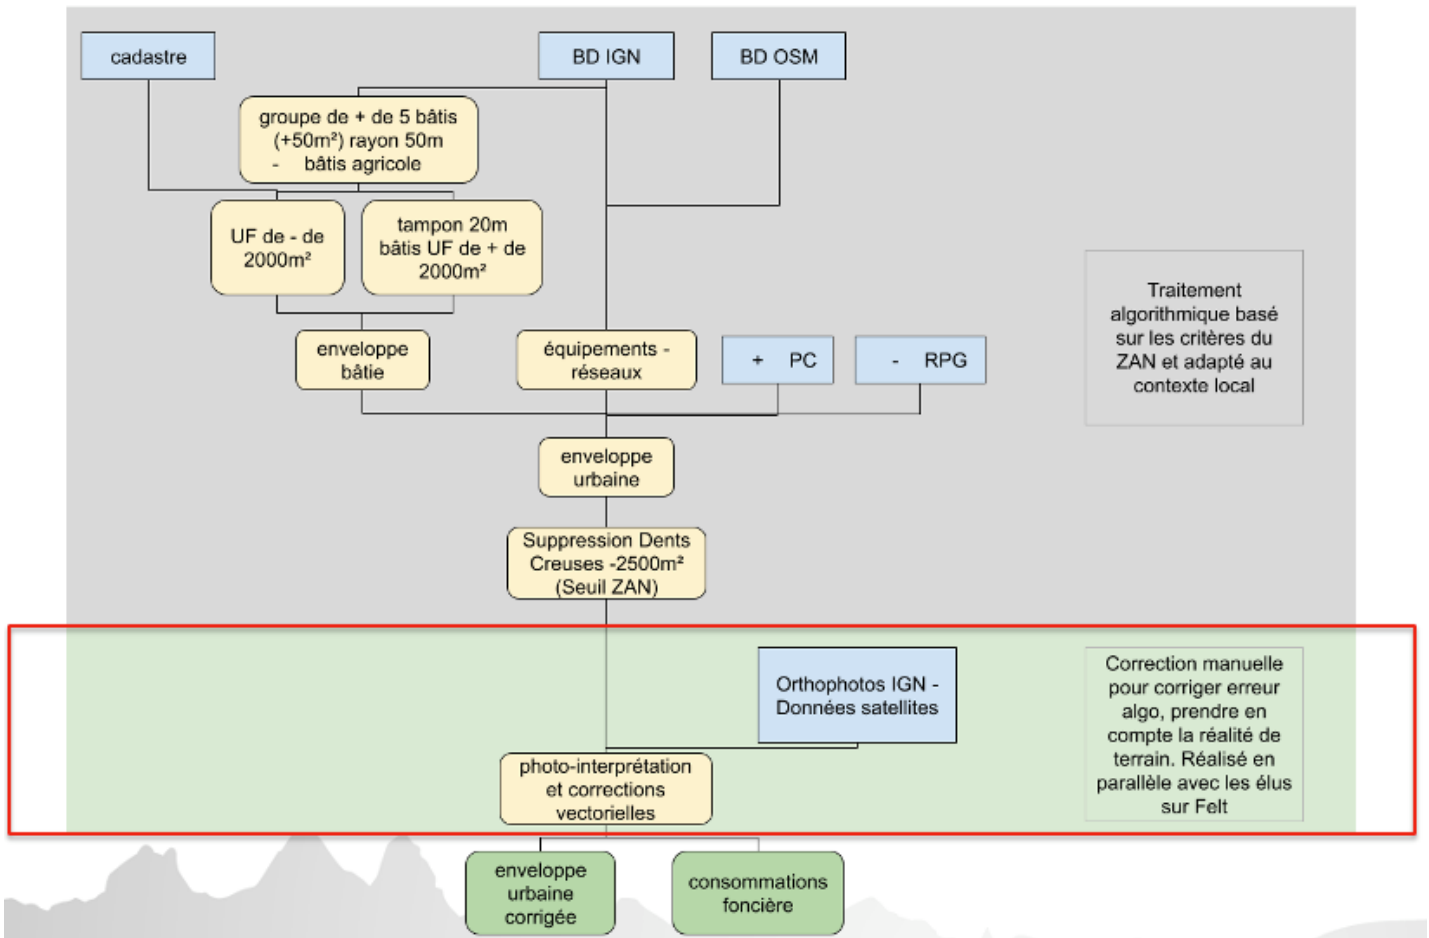 cadastre
BD IGN
BD OSM
groupe de + de 5 bâtis
(+50m²) rayon 50m
- bâtis agricole
UF de - de
2000m²
tampon 20m
bâtis UF de + de
2000m²
Traitement
algorithmique basé
sur les critères du
ZAN et adapté au
contexte local
enveloppe
bâtie
équipements -
réseaux
+ PC
- RPG
enveloppe
urbaine
Suppression Dents
Creuses -2500m²
(Seuil ZAN)
Orthophotos IGN -
Données satellites
Correction manuelle
pour corriger erreur
algo, prendre en
compte la réalité de
terrain. Réalisé en
parallèle avec les élus
sur Felt
photo-interprétation
et corrections
vectorielles
enveloppe
urbaine
corrigée
consommations
foncière